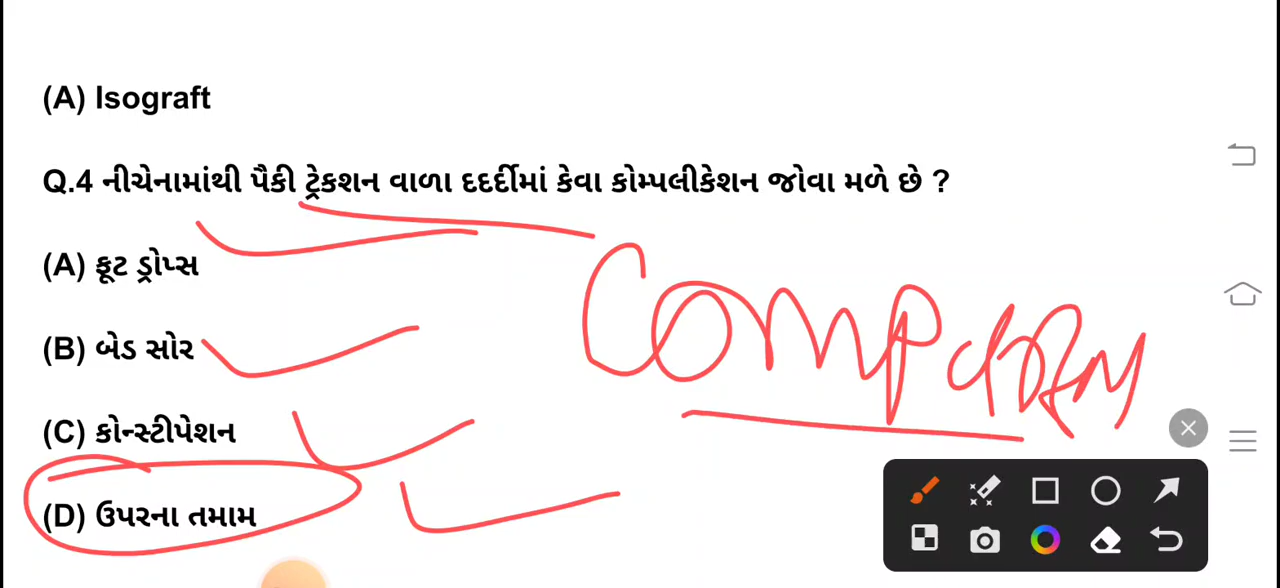 (A) Isograft
Q.4 નીચેનામાંથી પૈકી ટ્રેકશન વાળા દદર્દીમાં કેવા કોમ્પલીકેશન જોવા મળે છે ?
(A) ફૂટ ડ્રોપ્સ
(B) બેડ સોર
(C) કોન્સ્ટીપેશન
(D) ઉપરના તમામ